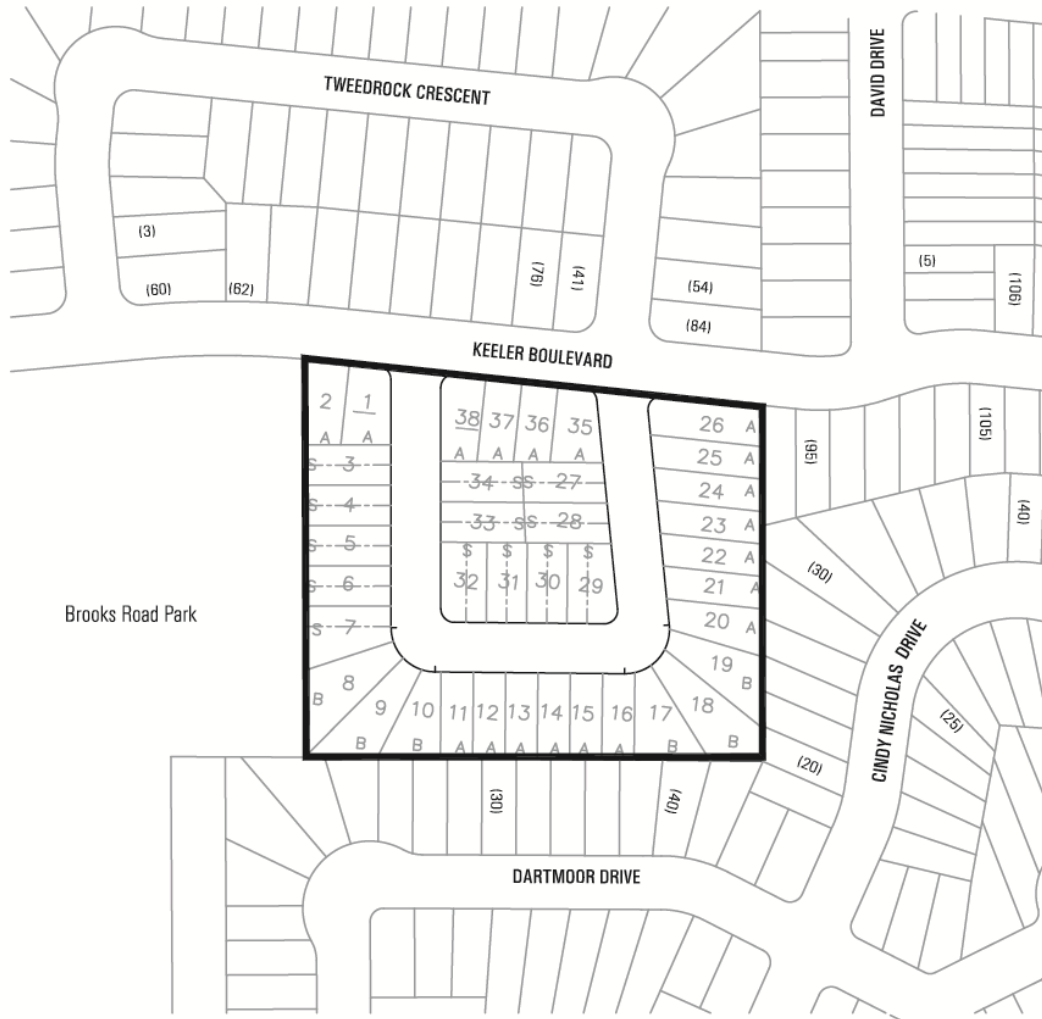 TWEEDROCK CRESCENT
DAVID DRIVE
(3)
(60)
(62)
(76)
(41)
(54)
(84)
(5)
(106)
KEELER BOULEVARD
2 1
A A
38 37 36 35
A A A A
26 A
25 A
24 A
23 A
22 A
21 A
20 A
19 B
18 B
S 3
S 4
S 5
S 6
S 7
34 S S 27
33 S S 28
S S S S
32 31 30 29
8 B
9 B
10 B
11 A
12 A
13 A
14 A
15 A
16 A
17 B
(95)
(105)
(40)
(30)
(25)
(20)
CINDY NICHOLAS DRIVE
Brooks Road Park
(30)
(40)
DARTMOOR DRIVE